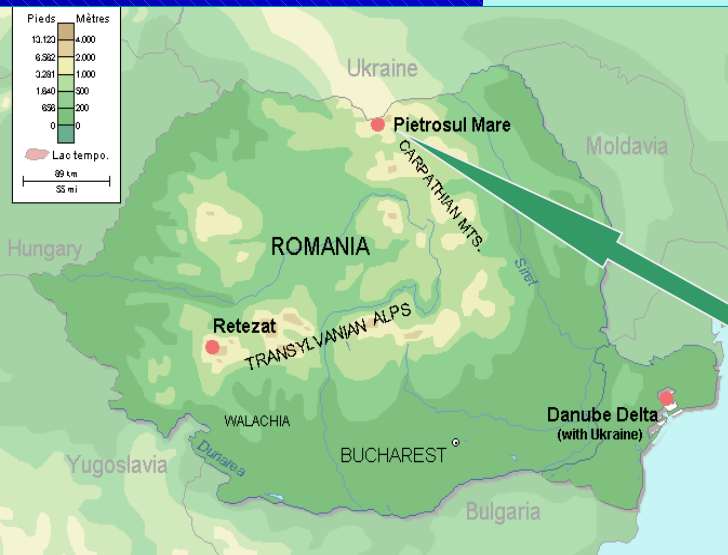 Pieds Mètres
13.123 4.000
6.562 2.000
3.281 1.000
1.640 500
656 200
0 0
Lac tempo.
89 km
55 mi
Ukraine
Pietrosul Mare
Moldavia
CARPATHIAN MTS.
Hungary
ROMANIA
Siret
Retezat
TRANSYLVANIAN ALPS
Danube Delta
(with Ukraine)
WALACHIA
Dunarea
BUCHAREST
Yugoslavia
Bulgaria